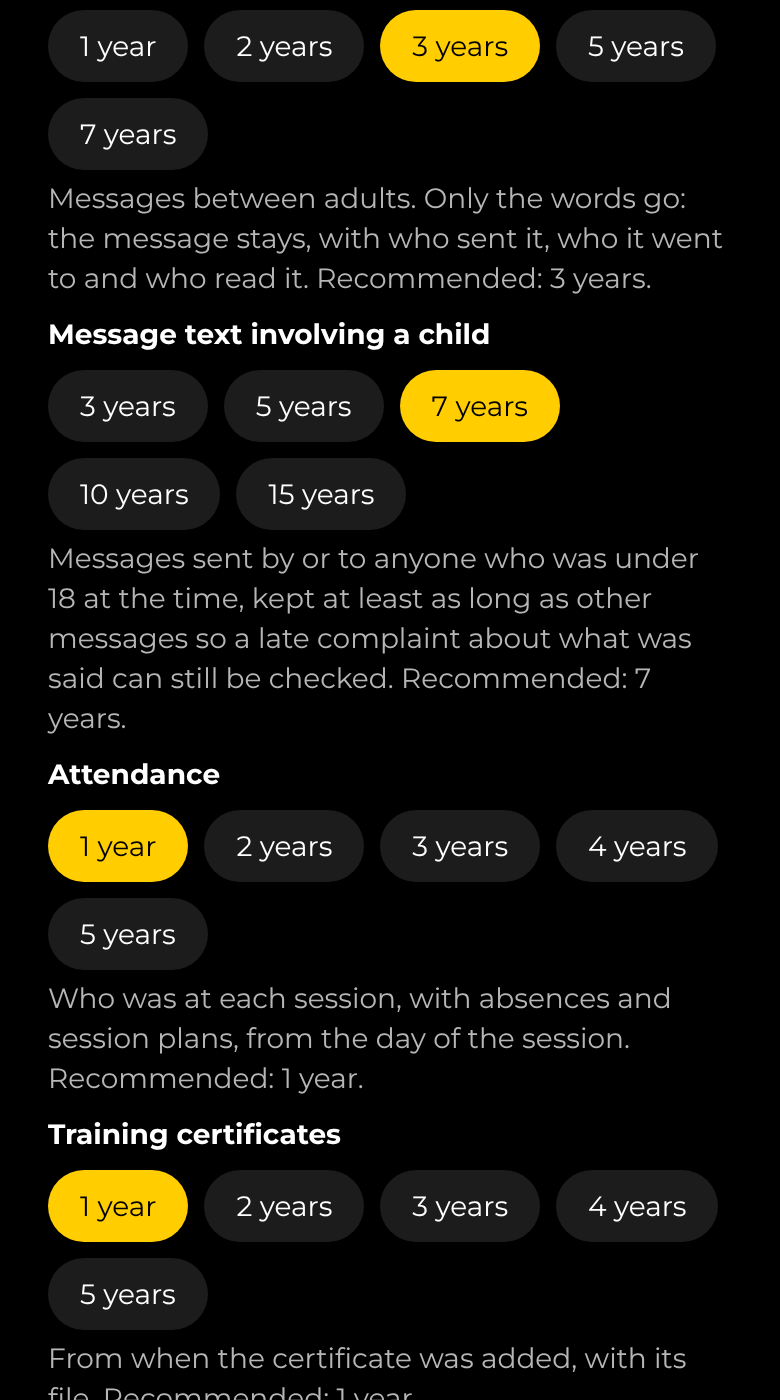 1 year 2 years 3 years 5 years
7 years
Messages between adults. Only the words go:
the message stays, with who sent it, who it went
to and who read it. Recommended: 3 years.
Message text involving a child
3 years 5 years 7 years
10 years 15 years
Messages sent by or to anyone who was under
18 at the time, kept at least as long as other
messages so a late complaint about what was
said can still be checked. Recommended: 7
years.
Attendance
1 year 2 years 3 years 4 years
5 years
Who was at each session, with absences and
session plans, from the day of the session.
Recommended: 1 year.
Training certificates
1 year 2 years 3 years 4 years
5 years
From when the certificate was added, with its
file. Recommended: 1 year.